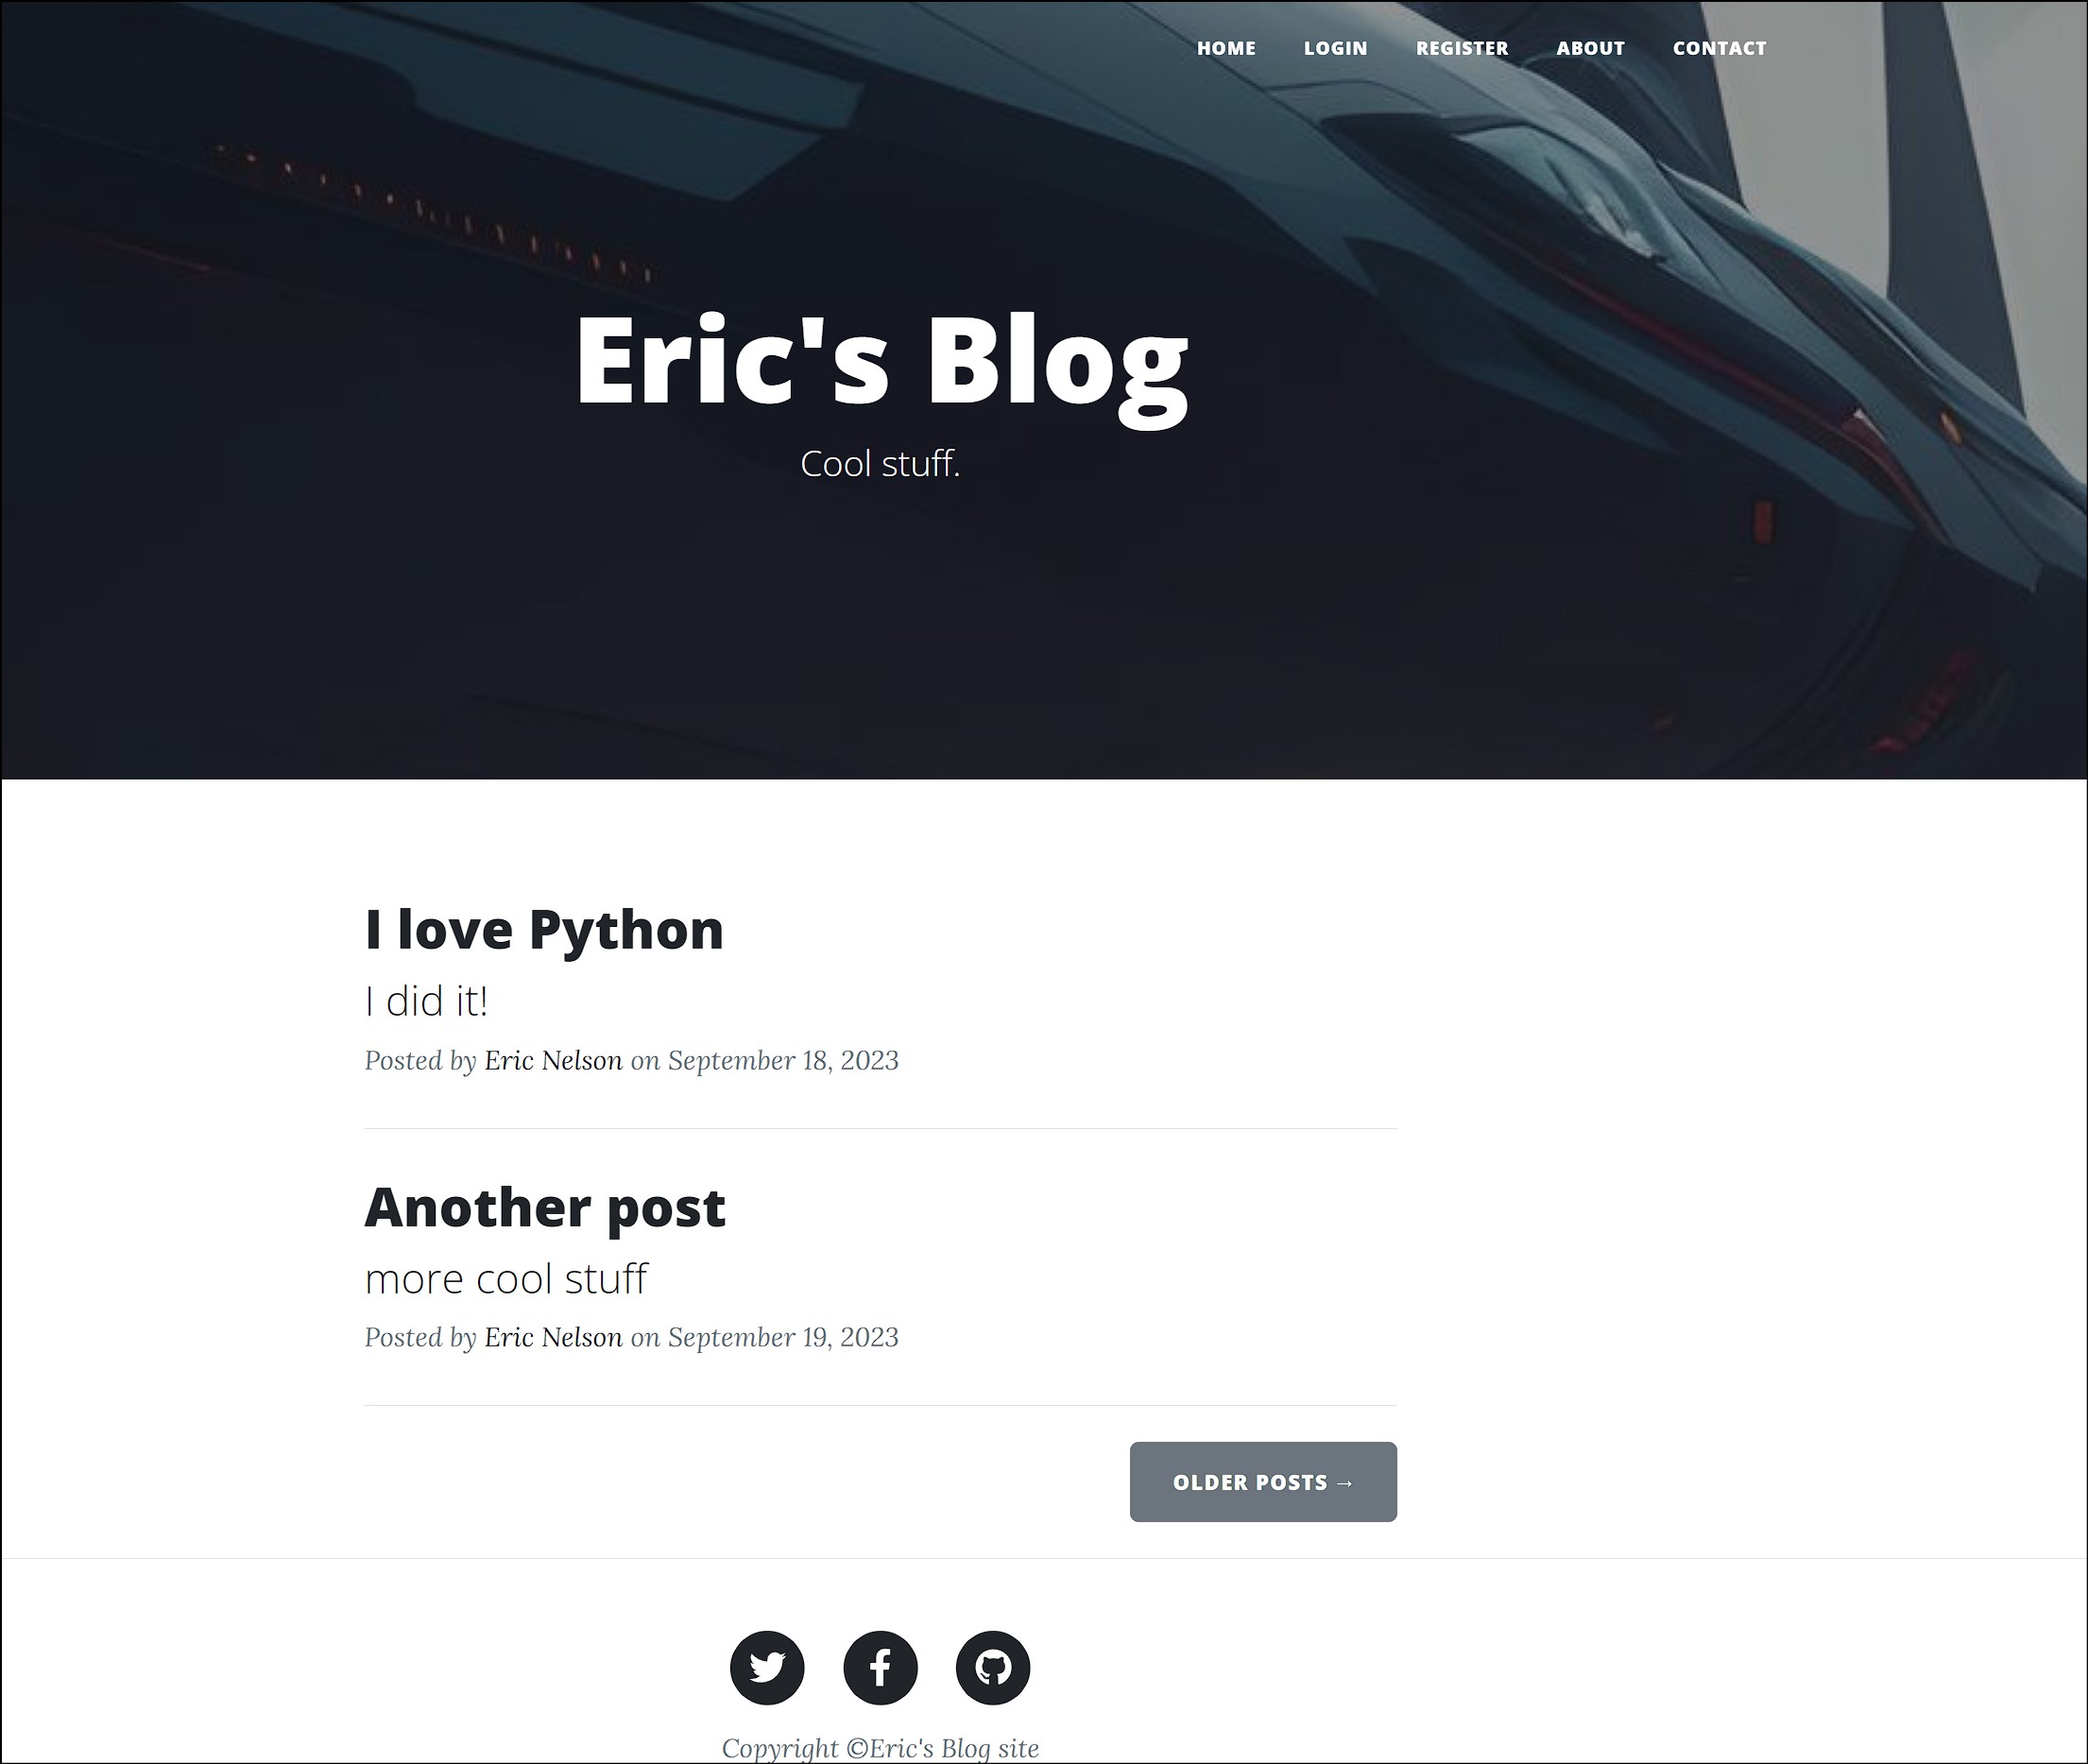 HOME LOGIN REGISTER ABOUT CONTACT
Eric's Blog
Cool stuff.
I love Python
I did it!
Posted by Eric Nelson on September 18, 2023
Another post
more cool stuff
Posted by Eric Nelson on September 19, 2023
OLDER POSTS →
Copyright ©Eric's Blog site